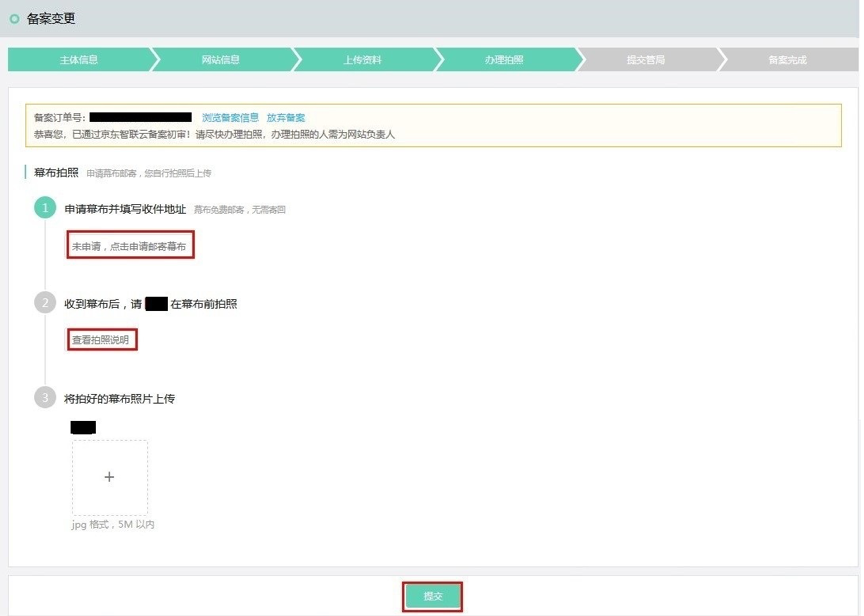 备案变更
主体信息 网站信息 上传资料 办理拍照 提交管局 备案完成
备案订单号： 浏览备案信息 放弃备案
恭喜您，已通过京东智联云备案初审！请尽快办理拍照，办理拍照的人需为网站负责人
幕布拍照 申请幕布邮寄，您自行拍照后上传
1 申请幕布并填写收件地址 幕布免费邮寄，无需寄回
未申请，点击申请邮寄幕布
2 收到幕布后，请 在幕布前拍照
查看拍照说明
3 将拍好的幕布照片上传
+
jpg 格式，5M 以内
提交